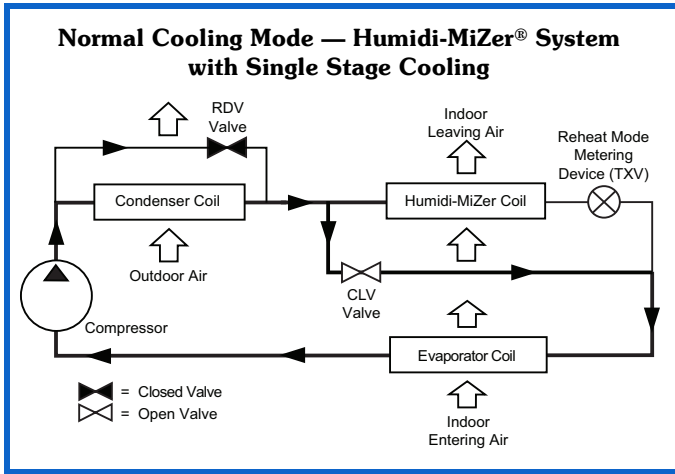 Normal Cooling Mode — Humidi-MiZer® System
with Single Stage Cooling
RDV
Valve
Indoor
Leaving Air
Reheat Mode
Metering
Device (TXV)
Condenser Coil
Humidi-MiZer Coil
Outdoor Air
CLV
Valve
Compressor
Evaporator Coil
= Closed Valve
= Open Valve
Indoor
Entering Air